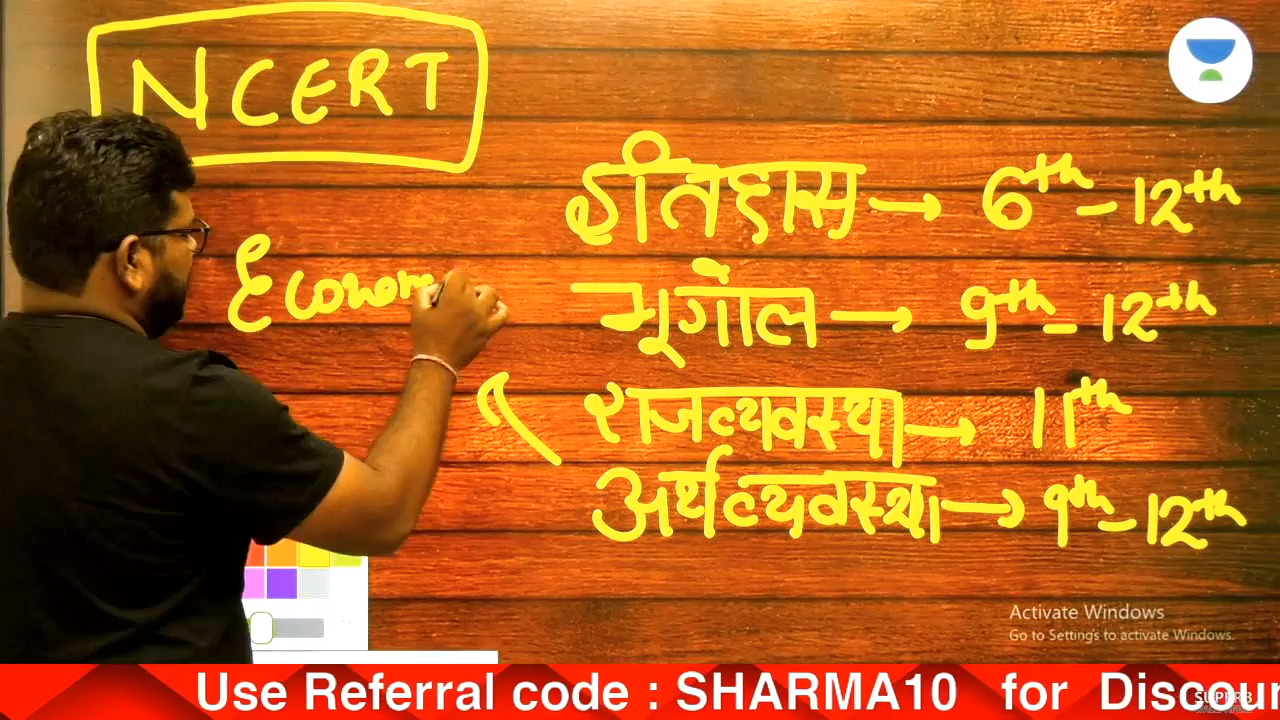 NCERT
इतिहास → 6th - 12th
Econom
भूगोल → 9th - 12th
राजव्यवस्था → 11th
अर्थव्यवस्था → 9th - 12th
Activate Windows
Go to Settings to activate Windows.
Use Referral code : SHARMA10 for Discoun